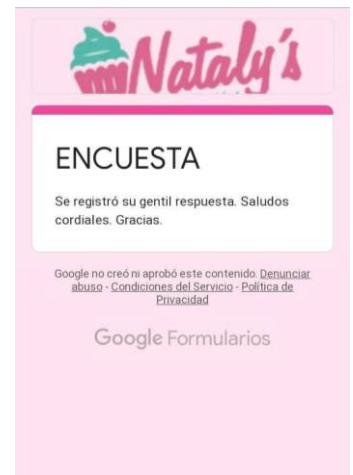 Nataly's
ENCUESTA
Se registró su gentil respuesta. Saludos
cordiales. Gracias.
Google no creó ni aprobó este contenido. Denunciar
abuso - Condiciones del Servicio - Política de
Privacidad
Google Formularios